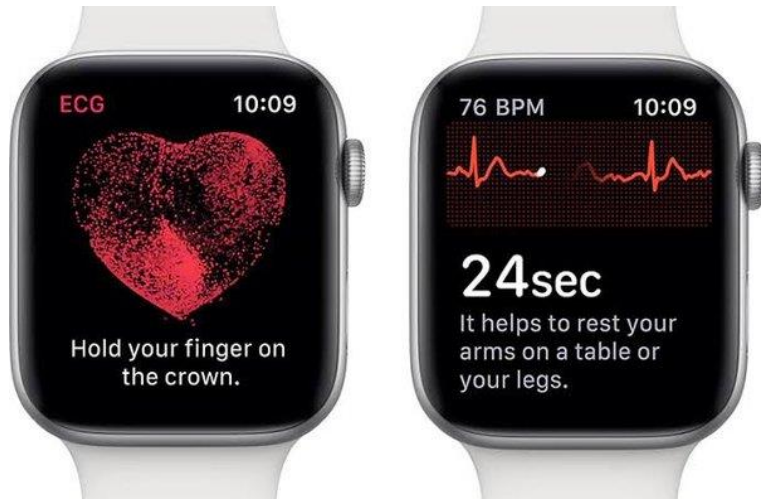 ECG 10:09
Hold your finger on
the crown.
76 BPM 10:09
24sec
It helps to rest your
arms on a table or
your legs.